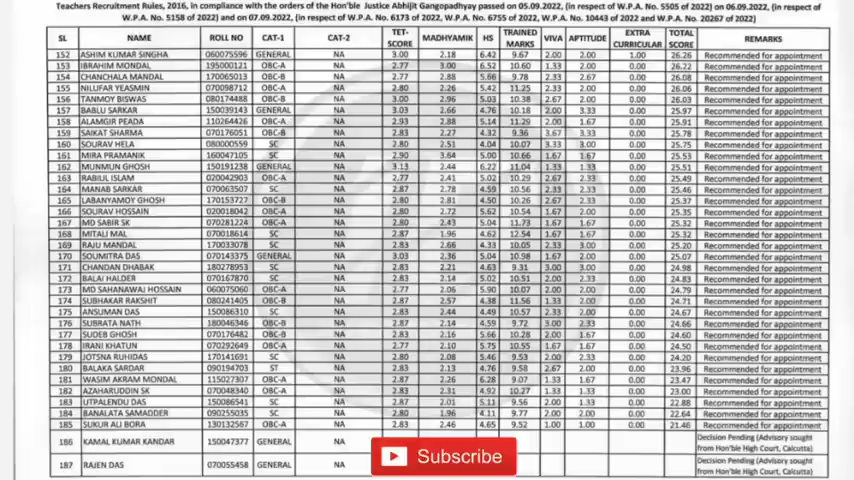 Teachers Recruitment Rules, 2016, in compliance with the orders of the Hon'ble Justice Abhijit Gangopadhyay passed on 05.09.2022, (in respect of W.P.A. No. 5505 of 2022) on 06.09.2022, (in respect of
W.P.A. No. 5158 of 2022) and on 07.09.2022, (in respect of W.P.A. No. 6173 of 2022, W.P.A. No. 6755 of 2022, W.P.A. No. 10443 of 2022 and W.P.A. No. 20267 of 2022)
SL ROLL NO CAT-1 CAT-2 TET-SCORE MADHYAMIK HS TRAINED MARKS VIVA APTITUDE EXTRA CURRICULAR TOTAL SCORE REMARKS
152 ASHIM KUMAR SINGHA 060075596 GENERAL NA 3.00 2.18 6.42 9.67 2.00 2.00 1.00 26.26 Recommended for appointment
153 IBRAHIM MONDAL 195000121 OBC-A NA 2.77 3.00 6.52 10.60 1.33 2.00 0.00 26.22 Recommended for appointment
154 CHANCHALA MANDAL 170065013 OBC-B NA 2.77 2.88 5.66 9.78 2.33 2.67 0.00 26.08 Recommended for appointment
155 NILUFAR YEASMIN 070098712 OBC-A NA 2.80 2.26 5.42 11.25 2.33 2.00 0.00 26.06 Recommended for appointment
156 TANMOY BISWAS 080174488 OBC-B NA 3.00 2.96 5.03 10.38 2.67 2.00 0.00 26.03 Recommended for appointment
157 BABLU SARKAR 150039143 GENERAL NA 3.03 2.66 4.76 10.18 2.00 3.33 0.00 25.97 Recommended for appointment
158 ALAMGIR PEADA 110264426 OBC-A NA 2.93 2.88 5.14 11.29 1.67 2.00 0.00 25.91 Recommended for appointment
159 SAIKAT SHARMA 070176051 OBC-B NA 2.83 2.27 4.32 9.36 3.67 3.33 0.00 25.78 Recommended for appointment
160 SOURAV HELA 080000559 SC NA 2.80 2.51 4.04 10.07 3.33 3.00 0.00 25.75 Recommended for appointment
161 MIRA PRAMANIK 160047105 SC NA 2.90 3.64 5.00 10.66 1.67 1.67 0.00 25.53 Recommended for appointment
162 MUNMUN GHOSH 150191238 GENERAL NA 3.13 2.44 6.22 11.04 1.33 1.33 0.00 25.51 Recommended for appointment
163 RABIUL ISLAM 020042903 OBC-A NA 2.77 2.41 5.02 10.29 2.67 2.33 0.00 25.49 Recommended for appointment
164 MANAB SARKAR 070063507 SC NA 2.87 2.78 4.59 10.56 2.33 2.33 0.00 25.46 Recommended for appointment
165 LABANYAMOY GHOSH 170153727 OBC-B NA 2.80 2.81 4.50 10.26 2.67 2.33 0.00 25.37 Recommended for appointment
166 SOURAV HOSSAIN 020018042 OBC-A NA 2.80 2.72 5.62 10.54 1.67 2.00 0.00 25.35 Recommended for appointment
167 MD SABIR SK 070281224 OBC-A NA 2.80 2.43 5.04 11.73 1.67 1.67 0.00 25.32 Recommended for appointment
168 MITALI MAL 070018614 SC NA 2.87 1.96 4.62 12.54 1.67 1.67 0.00 25.32 Recommended for appointment
169 RAJU MANDAL 170033078 SC NA 2.83 2.66 4.33 10.05 2.33 3.00 0.00 25.20 Recommended for appointment
170 SOUMITRA DAS 070143375 GENERAL NA 3.03 2.36 5.04 10.98 1.67 2.00 0.00 25.07 Recommended for appointment
171 CHANDAN DHABAK 180278953 SC NA 2.83 2.21 4.63 9.31 3.00 3.00 0.00 24.98 Recommended for appointment
172 BALAI HALDER 070167870 SC NA 2.83 2.14 5.02 10.51 2.00 2.33 0.00 24.83 Recommended for appointment
173 MD SAHANAWAJ HOSSAIN 060075060 OBC-A NA 2.77 2.06 5.90 10.07 2.00 2.00 0.00 24.79 Recommended for appointment
174 SUBHAKAR RAKSHIT 080241405 OBC-B NA 2.87 2.57 4.38 11.56 1.33 2.00 0.00 24.71 Recommended for appointment
175 ANSUMAN DAS 150086310 SC NA 2.83 2.44 4.49 10.57 2.33 2.00 0.00 24.67 Recommended for appointment
176 SUBRATA NATH 180046346 OBC-B NA 2.87 2.14 4.59 9.72 3.00 2.33 0.00 24.66 Recommended for appointment
177 SUDEB GHOSH 070176482 OBC-B NA 2.83 2.16 5.66 10.28 2.00 1.67 0.00 24.60 Recommended for appointment
178 IRANI KHATUN 070292649 OBC-A NA 2.77 2.10 5.75 10.55 1.67 1.67 0.00 24.50 Recommended for appointment
179 JOTSNA RUHIDAS 170141691 SC NA 2.80 2.08 5.46 9.53 2.00 2.33 0.00 24.20 Recommended for appointment
180 BALAKA SARDAR 090194703 ST NA 2.83 2.13 4.76 9.58 2.67 2.00 0.00 23.96 Recommended for appointment
181 WASIM AKRAM MONDAL 115027307 OBC-A NA 2.87 2.26 6.28 9.07 1.33 1.67 0.00 23.47 Recommended for appointment
182 AZAHARUDDIN SK 070048340 OBC-A NA 2.83 2.31 4.92 10.27 1.33 1.33 0.00 23.00 Recommended for appointment
183 UTPALENDU DAS 150086541 SC NA 2.87 2.01 5.11 9.56 2.00 1.33 0.00 22.88 Recommended for appointment
184 BANALATA SAMADDER 090255035 SC NA 2.80 1.96 4.11 9.77 2.00 2.00 0.00 22.64 Recommended for appointment
185 SUKUR ALI BORA 130132567 OBC-A NA 2.83 2.46 4.65 9.52 1.00 1.00 0.00 21.46 Recommended for appointment
186 KAMAL KUMAR KANDAR 150047377 GENERAL NA Decision Pending (Advisory sought from Hon'ble High Court, Calcutta)
187 RAJEN DAS 070055458 GENERAL NA Decision Pending (Advisory sought from Hon'ble High Court, Calcutta)
Subscribe